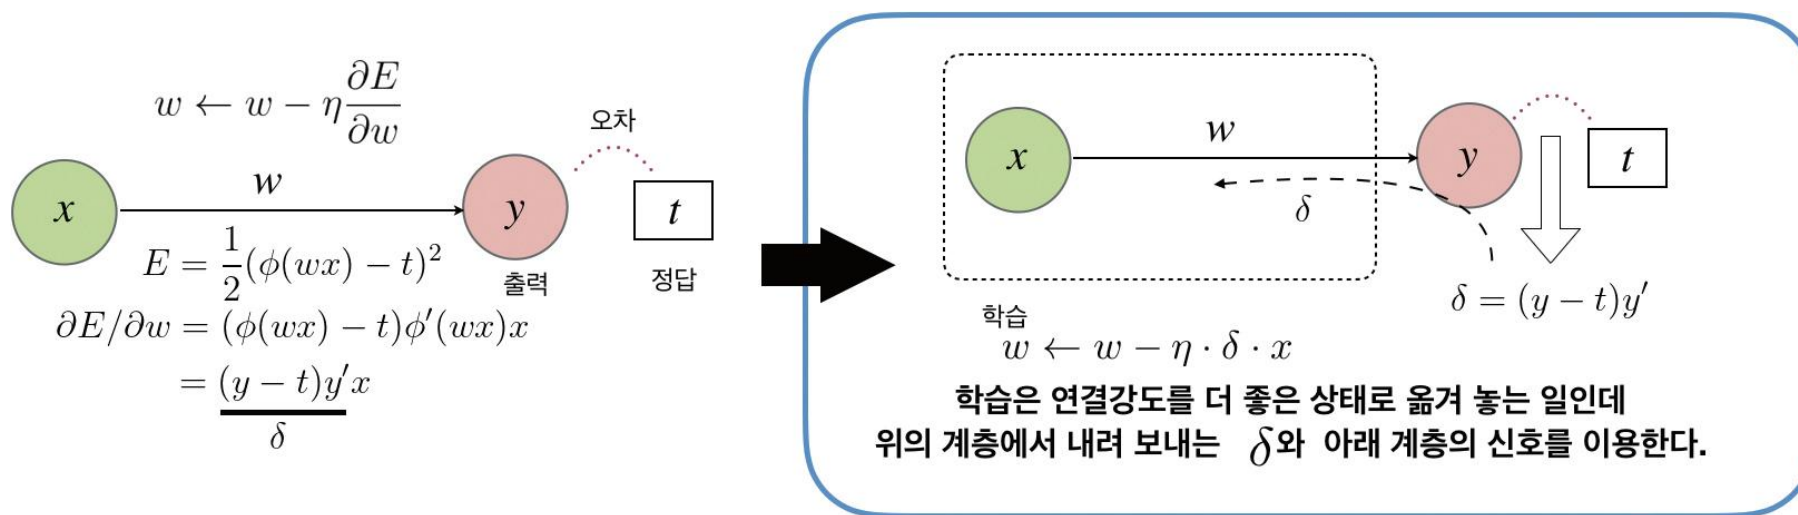 w ← w − η ∂E/∂w
오차
x
w
y
t
E = 1/2(ϕ(wx) − t)²
출력
정답
∂E/∂w = (ϕ(wx) − t)ϕ′(wx)x
= (y − t)y′x
δ
x
w
y
t
δ
δ = (y − t)y′
학습
w ← w − η · δ · x
학습은 연결강도를 더 좋은 상태로 옮겨 놓는 일인데
위의 계층에서 내려 보내는 δ와 아래 계층의 신호를 이용한다.